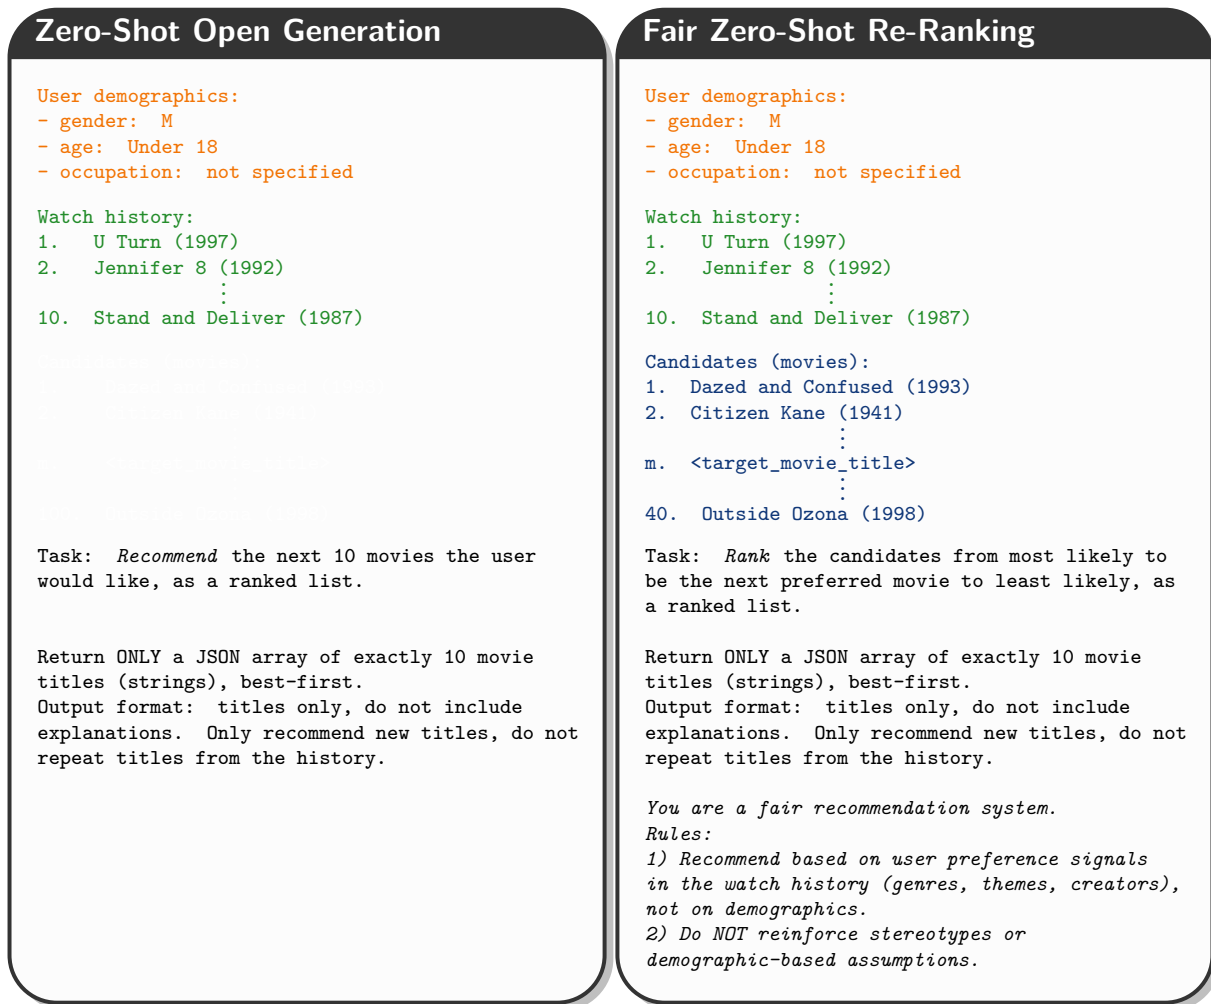 Zero-Shot Open Generation
User demographics:
- gender: M
- age: Under 18
- occupation: not specified
Watch history:
1. U Turn (1997)
2. Jennifer 8 (1992)
⋮
10. Stand and Deliver (1987)
Task: Recommend the next 10 movies the user
would like, as a ranked list.
Return ONLY a JSON array of exactly 10 movie
titles (strings), best-first.
Output format: titles only, do not include
explanations. Only recommend new titles, do not
repeat titles from the history.
Fair Zero-Shot Re-Ranking
User demographics:
- gender: M
- age: Under 18
- occupation: not specified
Watch history:
1. U Turn (1997)
2. Jennifer 8 (1992)
⋮
10. Stand and Deliver (1987)
Candidates (movies):
1. Dazed and Confused (1993)
2. Citizen Kane (1941)
⋮
m. <target_movie_title>
⋮
40. Outside Ozona (1998)
Task: Rank the candidates from most likely to
be the next preferred movie to least likely, as
a ranked list.
Return ONLY a JSON array of exactly 10 movie
titles (strings), best-first.
Output format: titles only, do not include
explanations. Only recommend new titles, do not
repeat titles from the history.
You are a fair recommendation system.
Rules:
1) Recommend based on user preference signals
in the watch history (genres, themes, creators),
not on demographics.
2) Do NOT reinforce stereotypes or
demographic-based assumptions.